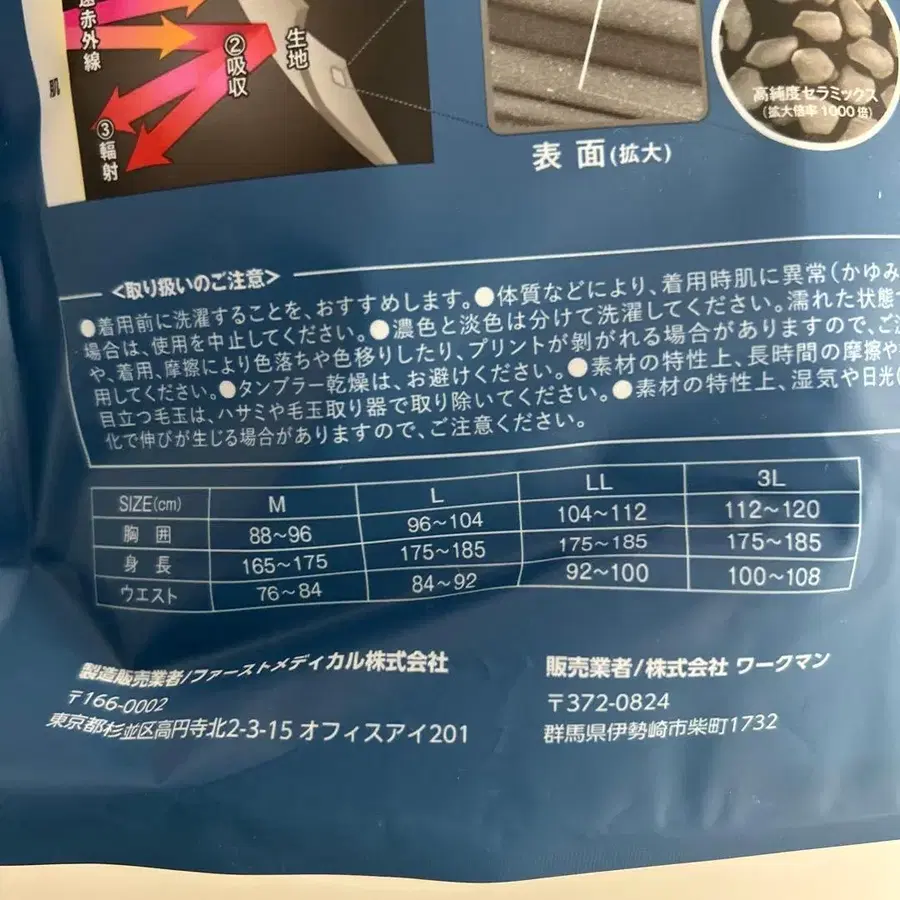 遠赤外線
②吸収
生地
③輻射
肌
表面(拡大)
高純度セラミックス
(拡大倍率1000倍)
<取り扱いのご注意>
●着用前に洗濯することを、おすすめします。●体質などにより、着用時肌に異常(かゆみ
場合は、使用を中止してください。●濃色と淡色は分けて洗濯してください。濡れた状態
や、着用、摩擦により色落ちや色移りしたり、プリントが剝がれる場合がありますので、ご
用してください。●タンブラー乾燥は、お避けください。●素材の特性上、長時間の摩擦や
目立つ毛玉は、ハサミや毛玉取り器で取り除いてください。●素材の特性上、湿気や日光
化で伸びが生じる場合がありますので、ご注意ください。
SIZE(cm) M L LL 3L
胸囲 88~96 96~104 104~112 112~120
身長 165~175 175~185 175~185 175~185
ウエスト 76~84 84~92 92~100 100~108
製造販売業者/ファーストメディカル株式会社
〒166-0002
東京都杉並区高円寺北2-3-15 オフィスアイ201
販売業者/株式会社 ワークマン
〒372-0824
群馬県伊勢崎市柴町1732